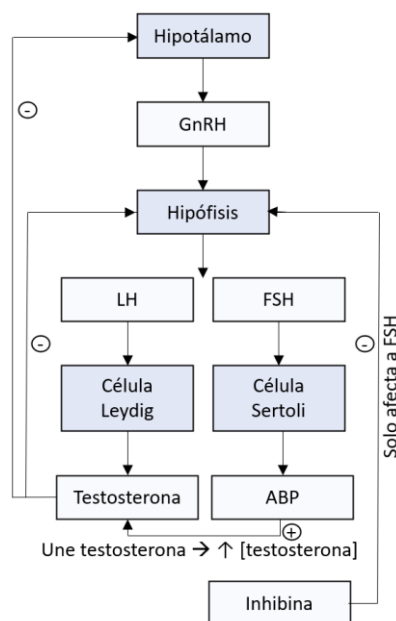 Hipotálamo
-
GnRH
Hipófisis
LH
FSH
-
-
Solo afecta a FSH
Célula
Leydig
Célula
Sertoli
Testosterona
ABP
+
Une testosterona → ↑ [testosterona]
Inhibina